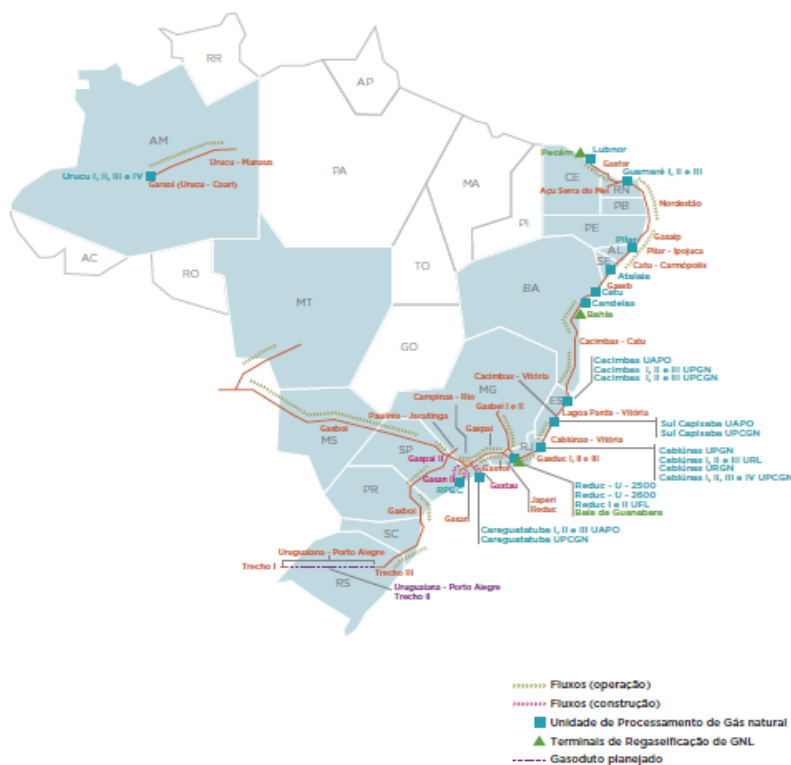 RR
AP
AM
Urucu - Manaus
Urucu I, II, III e IV
Garsol (Urucu - Coari)
PA
MA
Pecém
Lubnor
Gasfor
CE
Guamaré I, II e III
Açu Serra do Mel
RN
PB
Nordestão
PI
PE
Gasalp
Pilar
AL
Pilar - Ipojuca
SE
Catu - Carmópolis
Atalaia
AC
RO
TO
BA
Gaseb
Catu
Candeias
Bahia
MT
GO
Cacimbas - Catu
Cacimbas UAPO
Cacimbas I, II e III UPGN
Cacimbas I, II e III UPCGN
Cacimbas - Vitória
MG
ES
Campinas - Rio
Gasbel I e II
Lagoa Parda - Vitória
Paulínia - Jacutinga
Sul Capixaba UAPO
Sul Capixaba UPCGN
Gasbol
MS
SP
Gaspal
RJ
Cabiúnas - Vitória
Gaspal II
Gasan II
Gasduc I, II e III
Cabiúnas UPGN
Cabiúnas I, II e III URL
Cabiúnas URGN
Cabiúnas I, II, III e IV UPCGN
RPBC
Gastau
PR
Gasbol
Gasan
Japeri
Reduc
Reduc - U - 2500
Reduc - U - 2600
Reduc I e II UFL
Baía de Guanabara
SC
Caraguatatuba I, II e III UAPO
Caraguatatuba UPCGN
Uruguaiana - Porto Alegre
Trecho I
Trecho III
RS
Uruguaiana - Porto Alegre
Trecho II
Fluxos (operação)
Fluxos (construção)
Unidade de Processamento de Gás natural
Terminais de Regaseificação de GNL
Gasoduto planejado